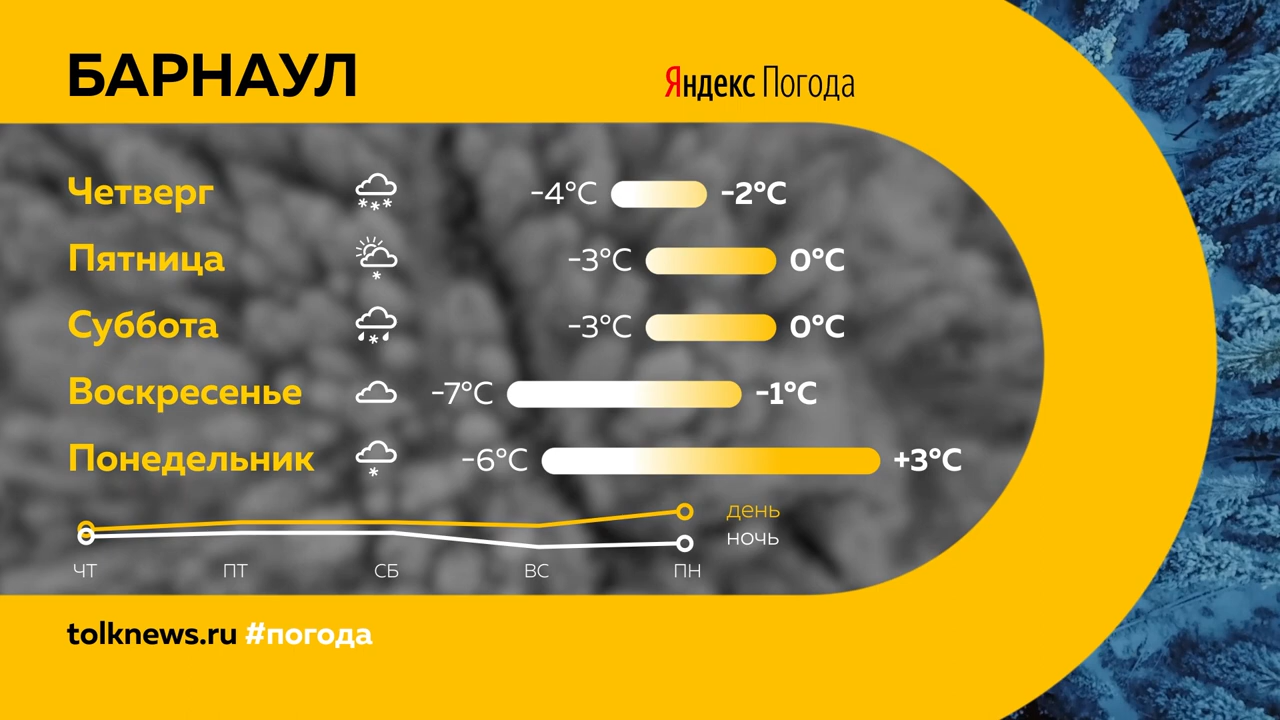 БАРНАУЛ
Яндекс Погода
Четверг -4°C -2°C
Пятница -3°C 0°C
Суббота -3°C 0°C
Воскресенье -7°C -1°C
Понедельник -6°C +3°C
день
ночь
ЧТ ПТ СБ ВС ПН
tolknews.ru #погода